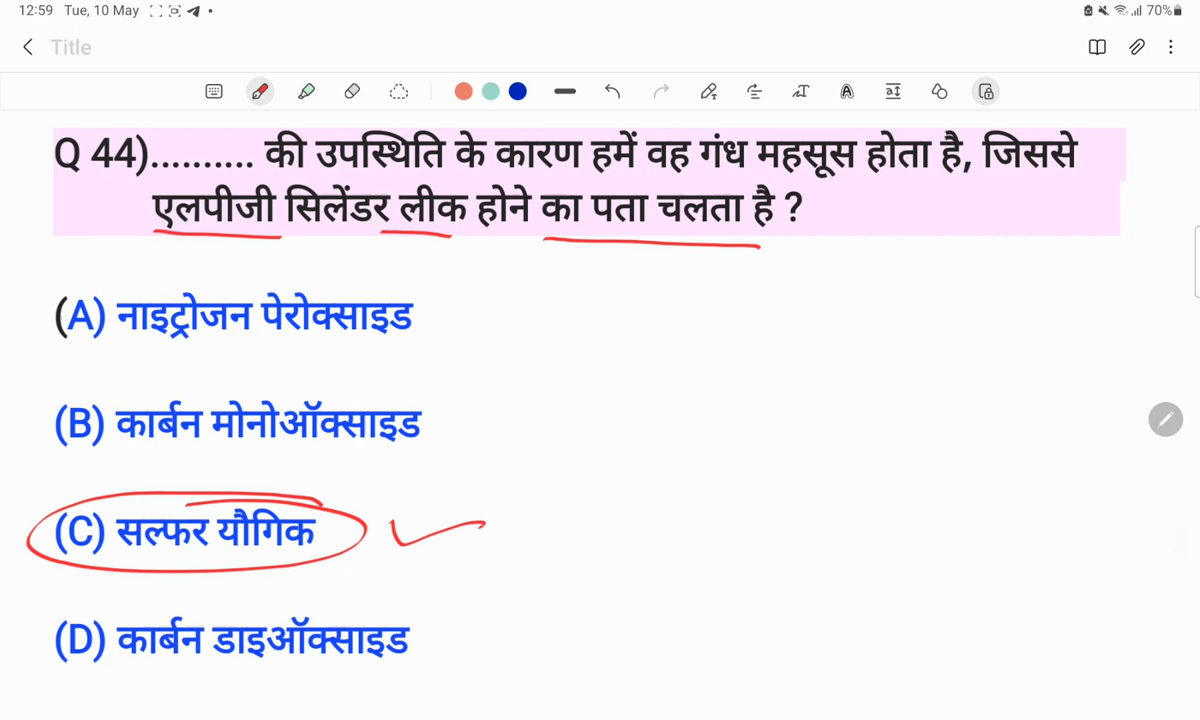 12:59 Tue, 10 May
70%
Title
Q 44).......... की उपस्थिति के कारण हमें वह गंध महसूस होता है, जिससे
एलपीजी सिलेंडर लीक होने का पता चलता है ?
(A) नाइट्रोजन पेरोक्साइड
(B) कार्बन मोनोऑक्साइड
(C) सल्फर यौगिक
(D) कार्बन डाइऑक्साइड